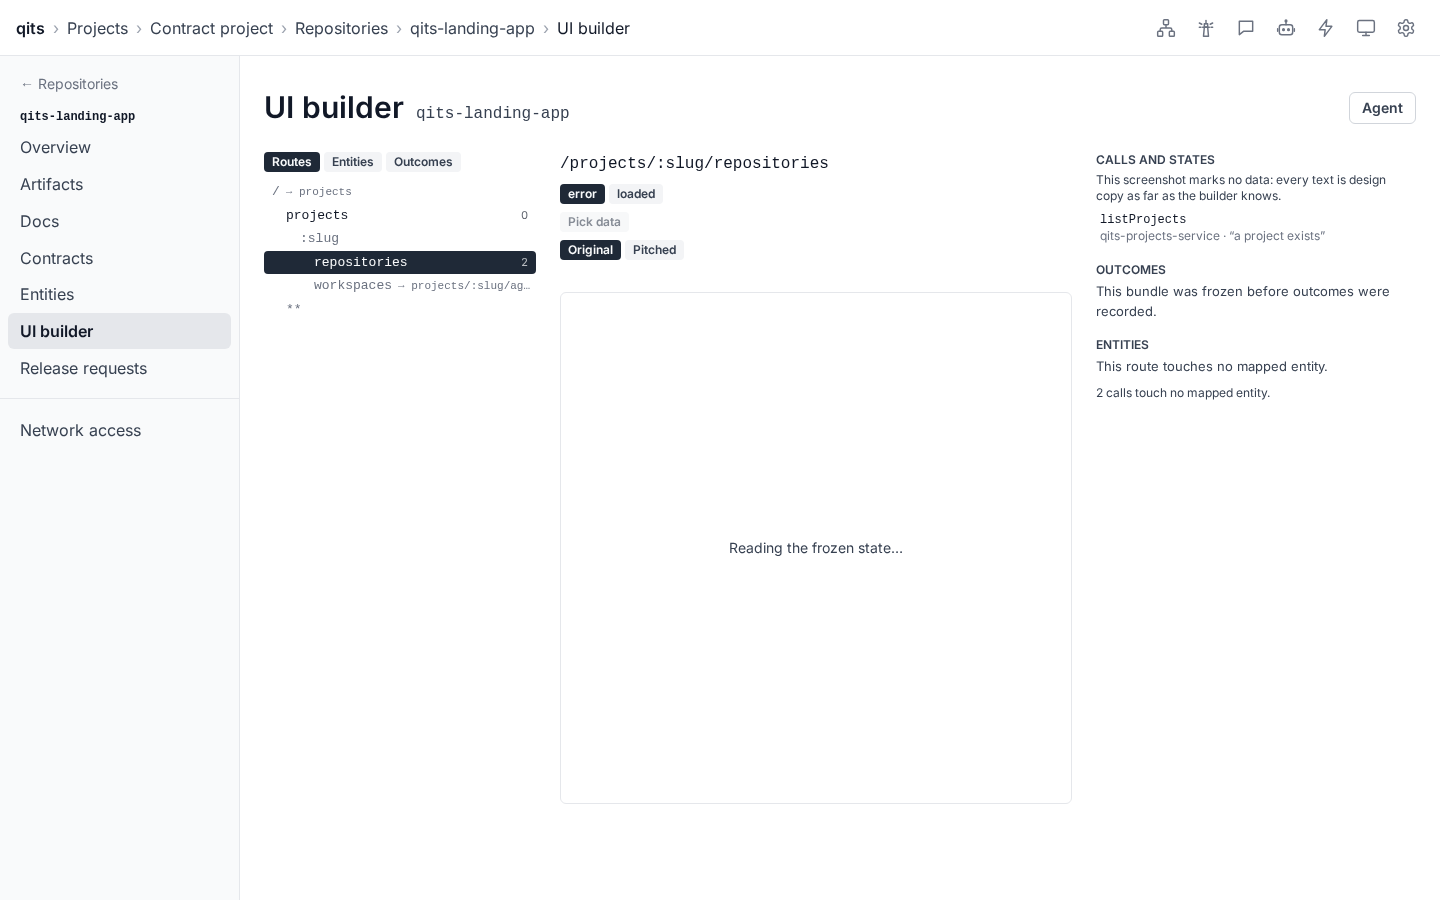 qits › Projects › Contract project › Repositories › qits-landing-app › UI builder
← Repositories
qits-landing-app
Overview
Artifacts
Docs
Contracts
Entities
UI builder
Release requests
Network access
UI builder qits-landing-app
Agent
Routes Entities Outcomes
/ → projects
projects 0
:slug
repositories 2
workspaces → projects/:slug/ag…
**
/projects/:slug/repositories
error loaded
Pick data
Original Pitched
Reading the frozen state…
CALLS AND STATES
This screenshot marks no data: every text is design
copy as far as the builder knows.
listProjects
qits-projects-service · “a project exists”
OUTCOMES
This bundle was frozen before outcomes were
recorded.
ENTITIES
This route touches no mapped entity.
2 calls touch no mapped entity.